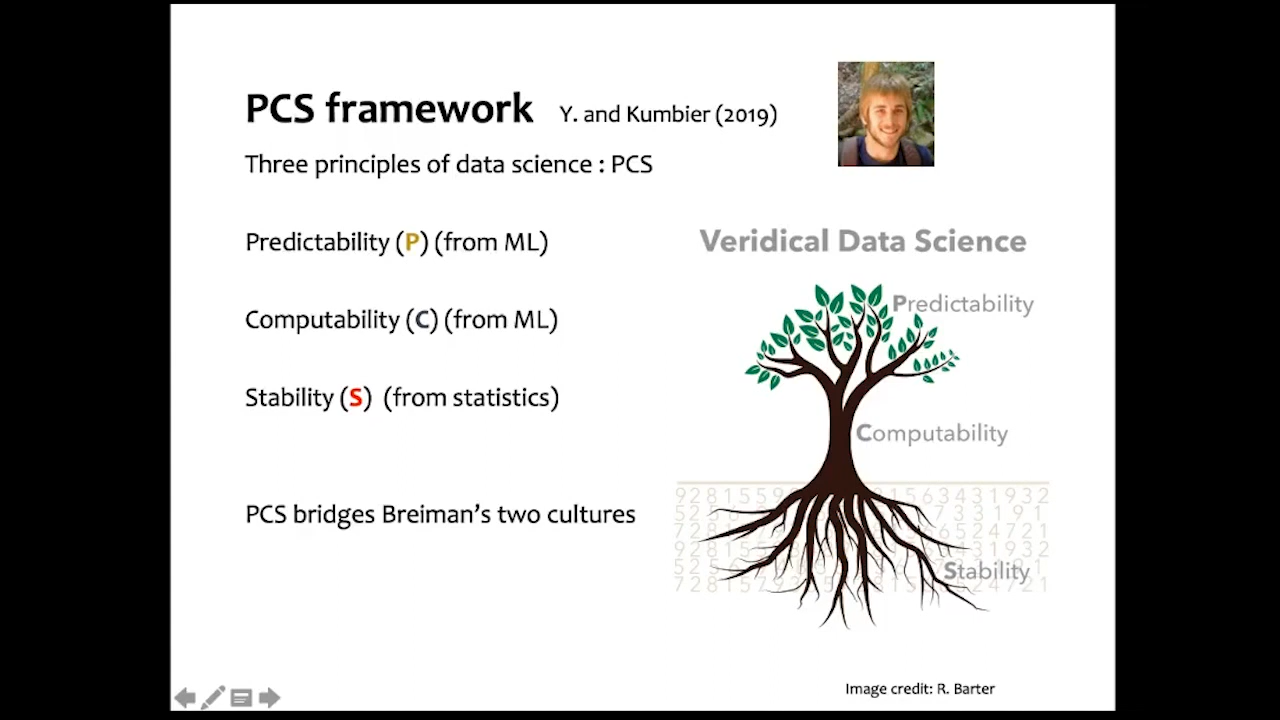 PCS framework Y. and Kumbier (2019)
Three principles of data science : PCS
Predictability (P) (from ML)
Computability (C) (from ML)
Stability (S) (from statistics)
PCS bridges Breiman's two cultures
Veridical Data Science
Predictability
Computability
Stability
Image credit: R. Barter